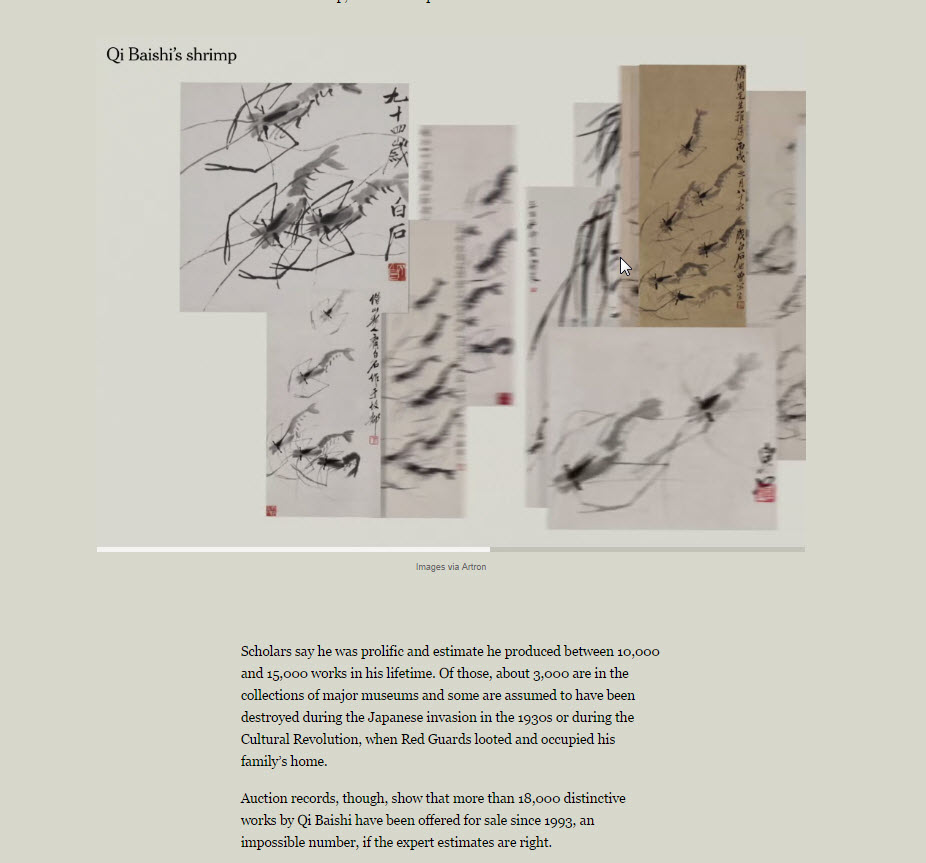 Qi Baishi’s shrimp
九十四歲
白石
白石
Images via Artron
Scholars say he was prolific and estimate he produced between 10,000
and 15,000 works in his lifetime. Of those, about 3,000 are in the
collections of major museums and some are assumed to have been
destroyed during the Japanese invasion in the 1930s or during the
Cultural Revolution, when Red Guards looted and occupied his
family’s home.
Auction records, though, show that more than 18,000 distinctive
works by Qi Baishi have been offered for sale since 1993, an
impossible number, if the expert estimates are right.